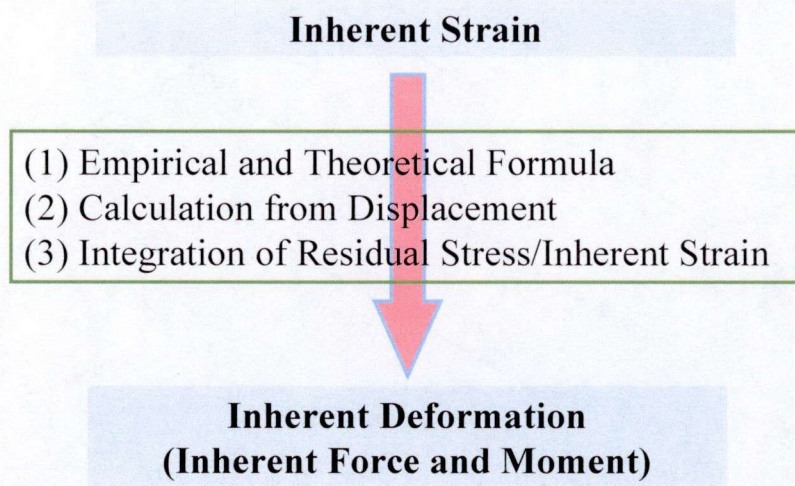 Inherent Strain
(1) Empirical and Theoretical Formula
(2) Calculation from Displacement
(3) Integration of Residual Stress/Inherent Strain
Inherent Deformation
(Inherent Force and Moment)